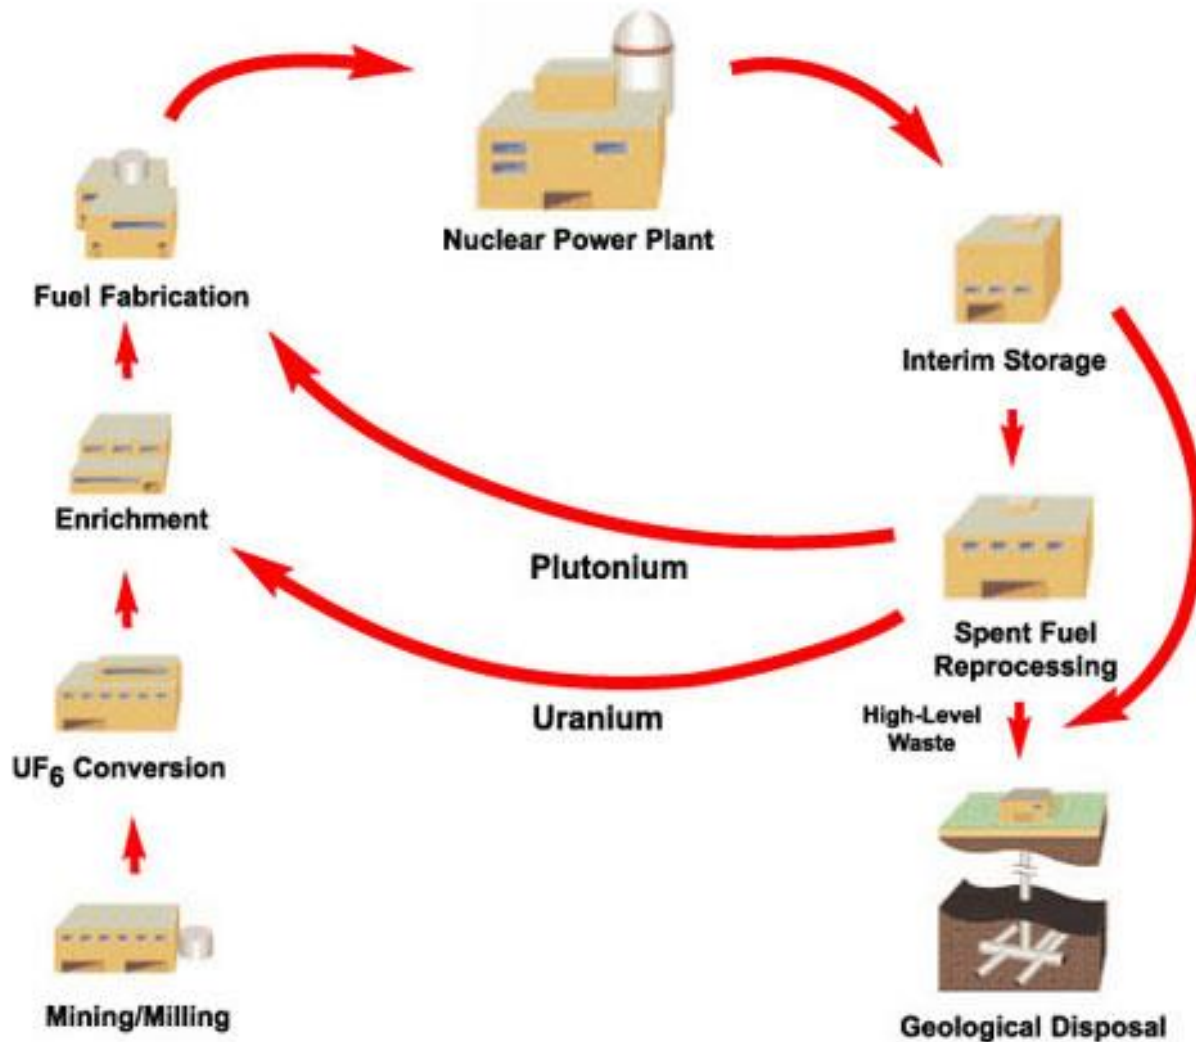 Nuclear Power Plant
Fuel Fabrication
Interim Storage
Enrichment
Plutonium
Spent Fuel
Reprocessing
Uranium
High-Level
Waste
UF₆ Conversion
Mining/Milling
Geological Disposal